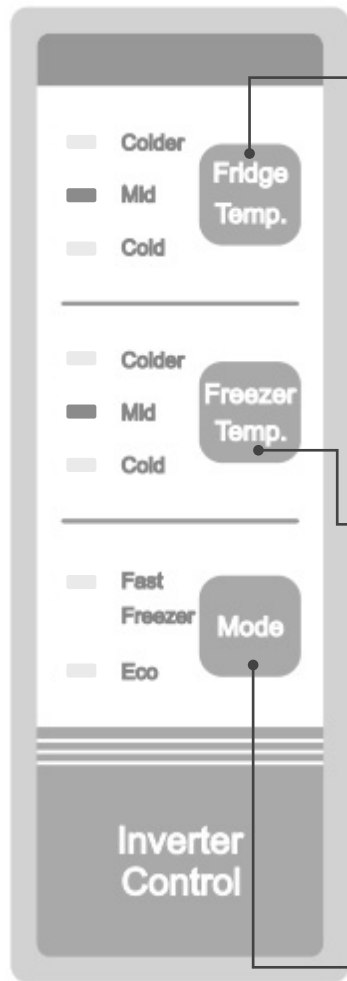 Colder
Mid
Cold
Fridge
Temp.
Colder
Mid
Cold
Freezer
Temp.
Fast
Freezer
Eco
Mode
Inverter
Control